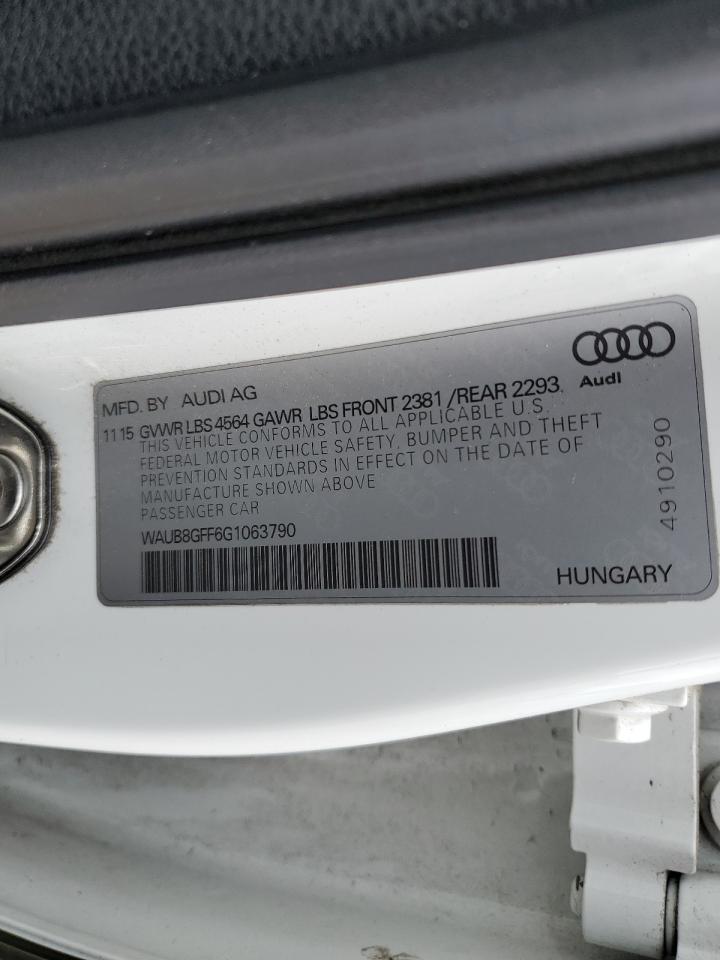 MFD. BY AUDI AG
Audi
11 15 GVWR LBS 4564 GAWR LBS FRONT 2381 /REAR 2293.
THIS VEHICLE CONFORMS TO ALL APPLICABLE U.S.
FEDERAL MOTOR VEHICLE SAFETY, BUMPER AND THEFT
PREVENTION STANDARDS IN EFFECT ON THE DATE OF
MANUFACTURE SHOWN ABOVE
PASSENGER CAR
WAUB8GFF6G1063790
HUNGARY
4910290